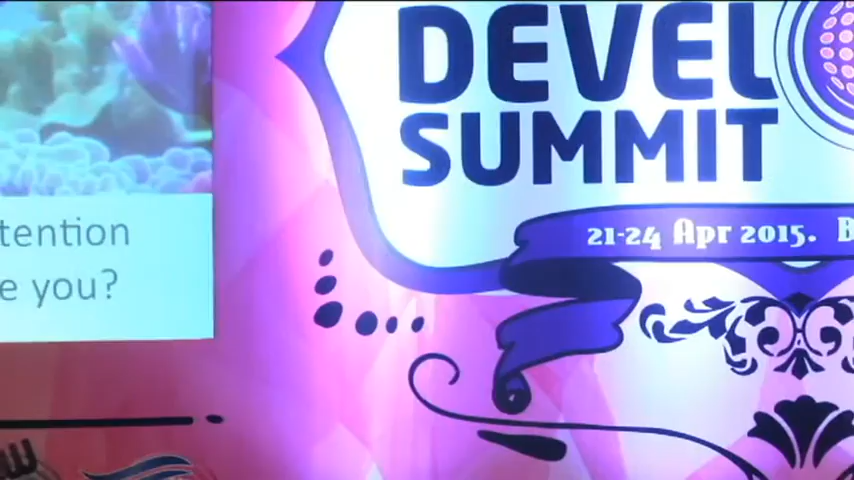 DEVEL
SUMMIT
21-24 Apr 2015. B
tention
e you?